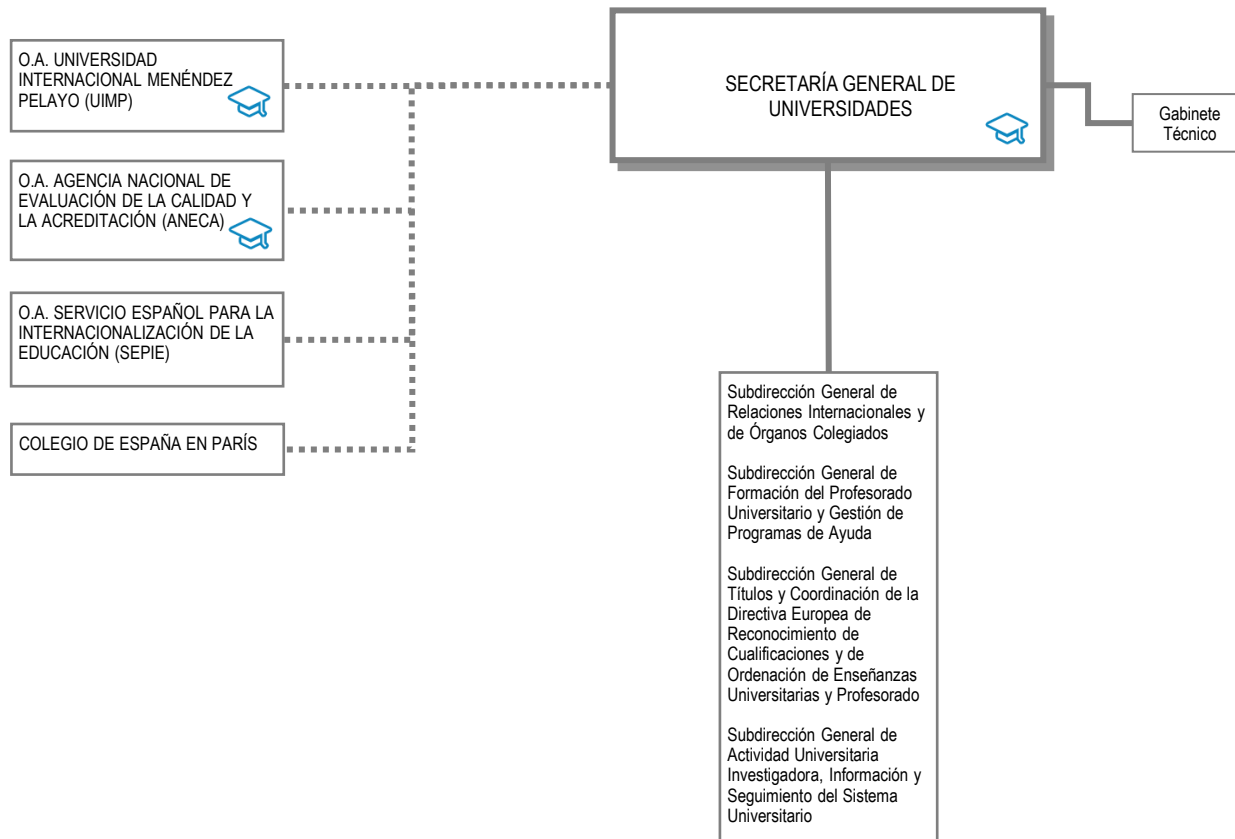 O.A. UNIVERSIDAD
INTERNACIONAL MENÉNDEZ
PELAYO (UIMP)
SECRETARÍA GENERAL DE
UNIVERSIDADES
Gabinete
Técnico
O.A. AGENCIA NACIONAL DE
EVALUACIÓN DE LA CALIDAD Y
LA ACREDITACIÓN (ANECA)
O.A. SERVICIO ESPAÑOL PARA LA
INTERNACIONALIZACIÓN DE LA
EDUCACIÓN (SEPIE)
COLEGIO DE ESPAÑA EN PARÍS
Subdirección General de
Relaciones Internacionales y
de Órganos Colegiados
Subdirección General de
Formación del Profesorado
Universitario y Gestión de
Programas de Ayuda
Subdirección General de
Títulos y Coordinación de la
Directiva Europea de
Reconocimiento de
Cualificaciones y de
Ordenación de Enseñanzas
Universitarias y Profesorado
Subdirección General de
Actividad Universitaria
Investigadora, Información y
Seguimiento del Sistema
Universitario